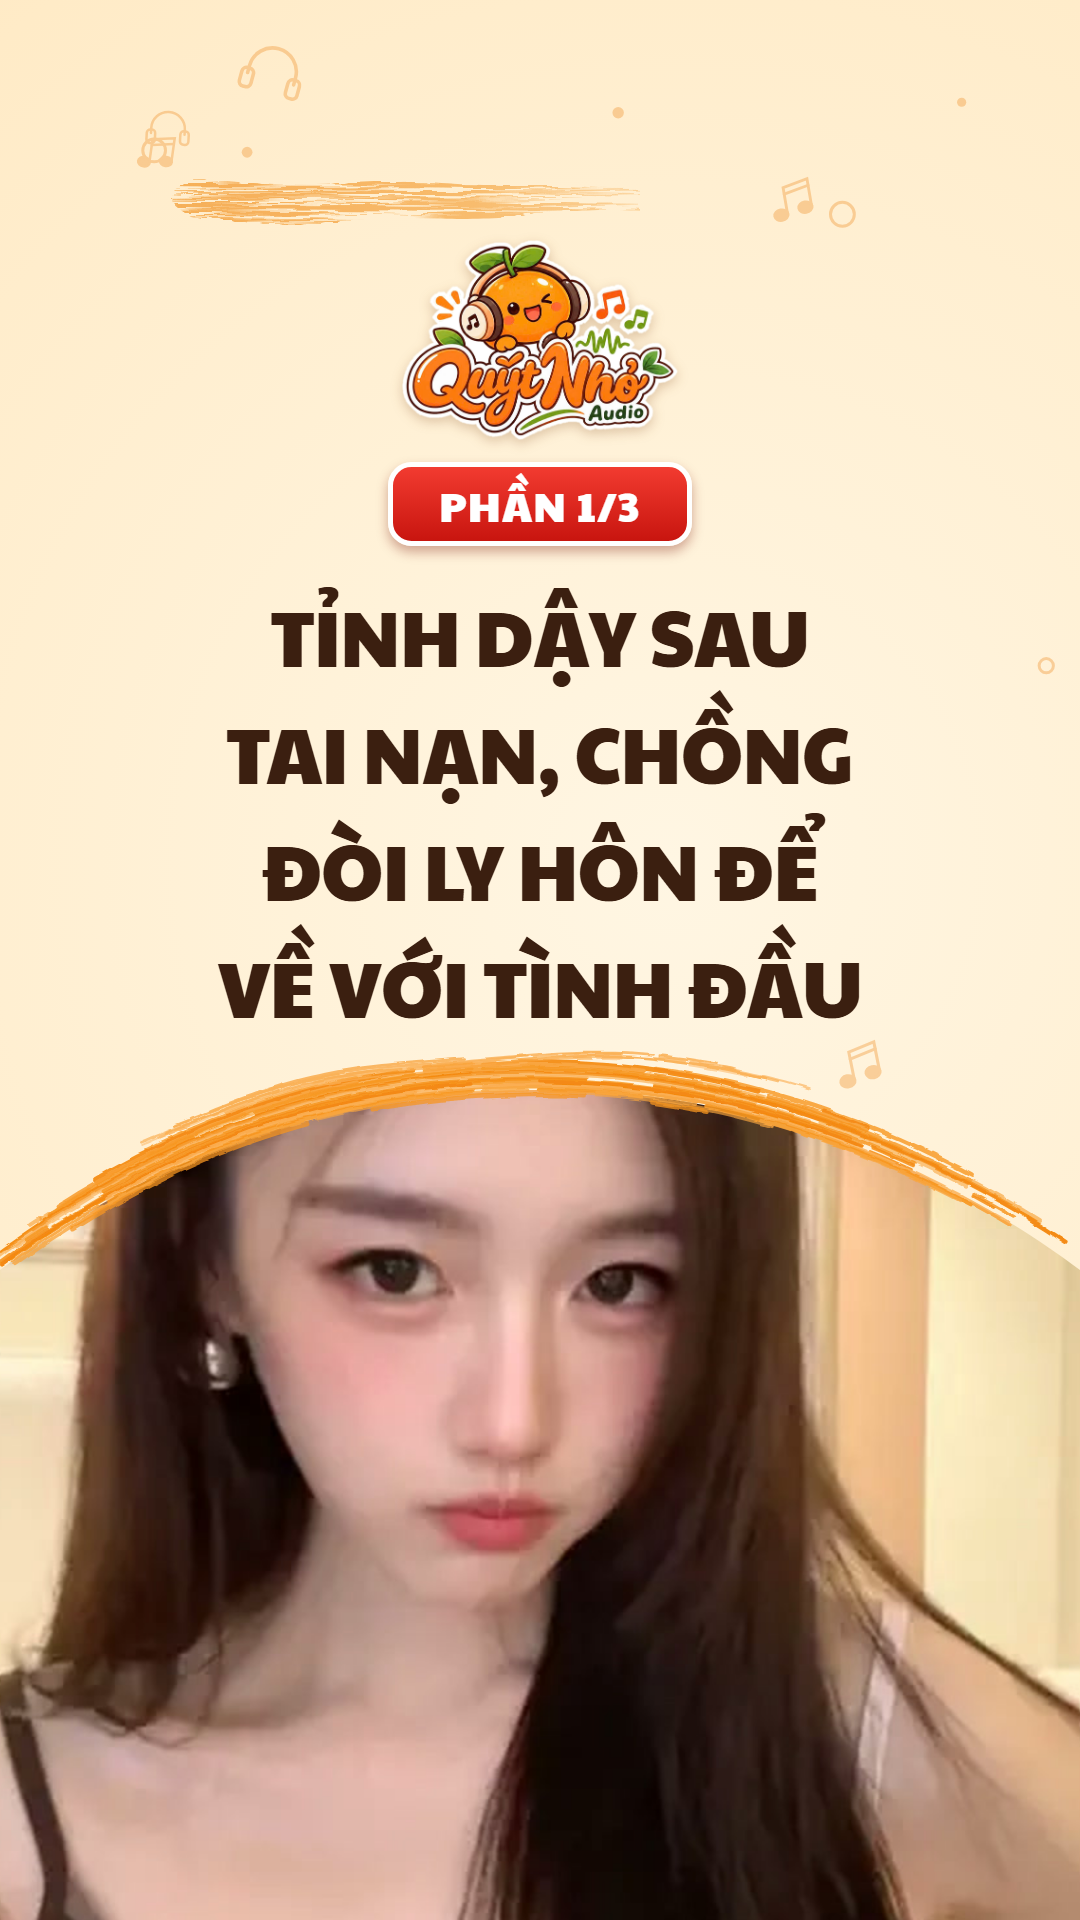 Quýt Nhỏ
Audio
PHẦN 1/3
TỈNH DẬY SAU
TAI NẠN, CHỒNG
ĐÒI LY HÔN ĐỂ
VỀ VỚI TÌNH ĐẦU